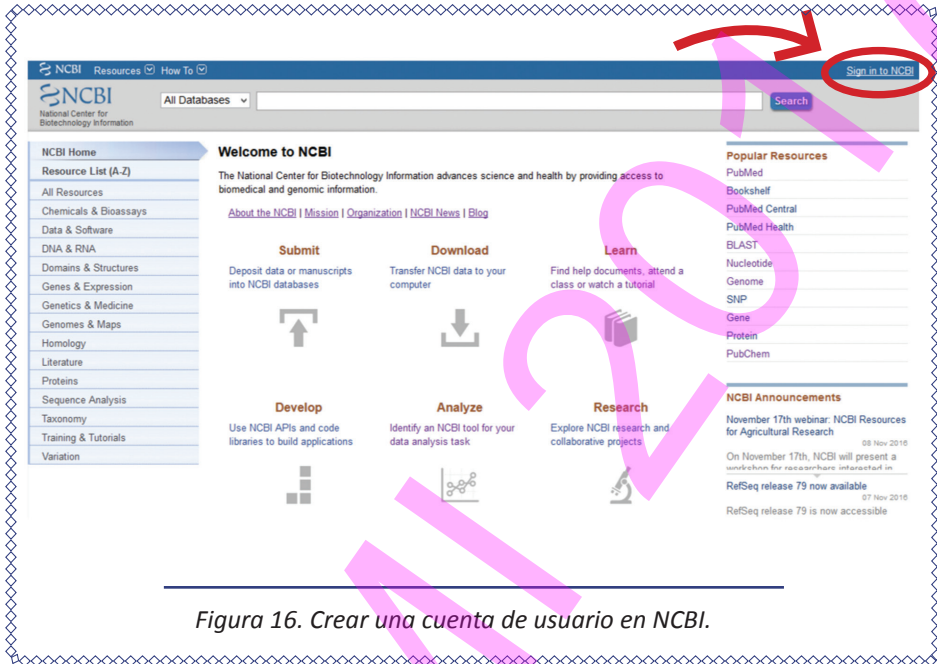 NCBI Resources How To Sign in to NCBI
NCBI
National Center for
Biotechnology Information
All Databases Search
NCBI Home
Resource List (A-Z)
All Resources
Chemicals & Bioassays
Data & Software
DNA & RNA
Domains & Structures
Genes & Expression
Genetics & Medicine
Genomes & Maps
Homology
Literature
Proteins
Sequence Analysis
Taxonomy
Training & Tutorials
Variation
Welcome to NCBI
The National Center for Biotechnology Information advances science and health by providing access to
biomedical and genomic information.
About the NCBI | Mission | Organization | NCBI News | Blog
Submit
Deposit data or manuscripts
into NCBI databases
Download
Transfer NCBI data to your
computer
Learn
Find help documents, attend a
class or watch a tutorial
Develop
Use NCBI APIs and code
libraries to build applications
Analyze
Identify an NCBI tool for your
data analysis task
Research
Explore NCBI research and
collaborative projects
Popular Resources
PubMed
Bookshelf
PubMed Central
PubMed Health
BLAST
Nucleotide
Genome
SNP
Gene
Protein
PubChem
NCBI Announcements
November 17th webinar: NCBI Resources
for Agricultural Research
08 Nov 2016
On November 17th, NCBI will present a
workshop for researchers interested in
RefSeq release 79 now available
07 Nov 2016
RefSeq release 79 is now accessible
Figura 16. Crear una cuenta de usuario en NCBI.